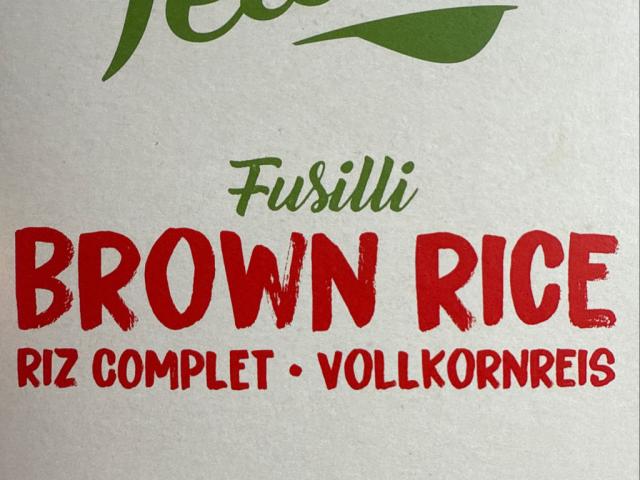 Fusilli
BROWN RICE
RIZ COMPLET • VOLLKORNREIS